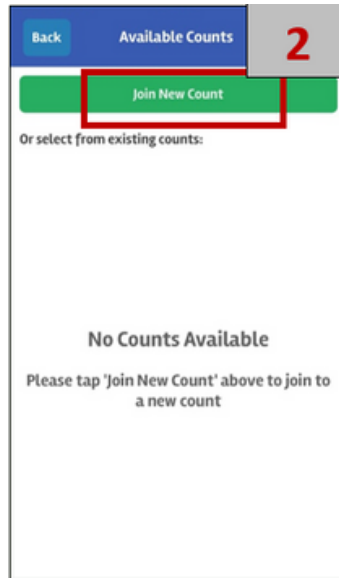 Back
Available Counts
2
Join New Count
Or select from existing counts:
No Counts Available
Please tap 'Join New Count' above to join to
a new count